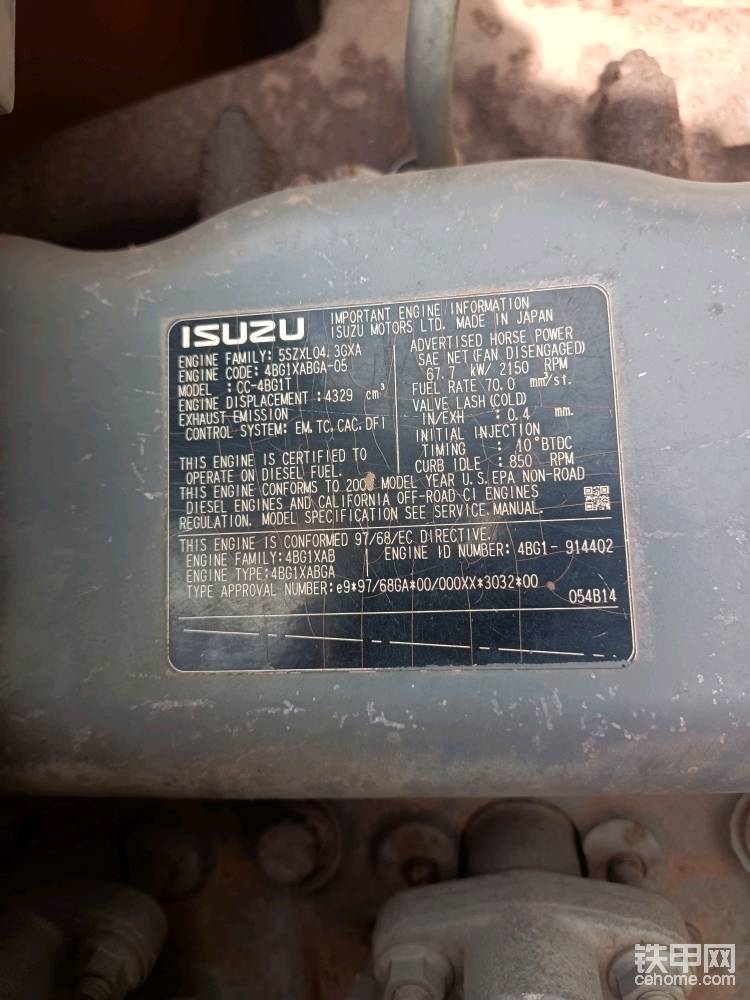 ISUZU
IMPORTANT ENGINE INFORMATION
ISUZU MOTORS LTD. MADE IN JAPAN
ENGINE FAMILY: 5SZXL04.3GXA
ENGINE CODE: 4BG1XABGA-05
MODEL : CC-4BG1T
ENGINE DISPLACEMENT: 4329 cm³
EXHAUST EMISSION
CONTROL SYSTEM: EM, TC, CAC, DFI
THIS ENGINE IS CERTIFIED TO
OPERATE ON DIESEL FUEL.
ADVERTISED HORSE POWER
SAE NET(FAN DISENGAGED)
67.7 kW/ 2150 RPM
FUEL RATE 70.0 mm³/st.
VALVE LASH(COLD)
IN/EXH : 0.4 mm.
INITIAL INJECTION
TIMING : 10°BTDC
CURB IDLE : 850 RPM
THIS ENGINE CONFORMS TO MODEL YEAR U.S.EPA NON-ROAD
DIESEL ENGINES AND CALIFORNIA OFF-ROAD CI ENGINES
REGULATION. MODEL SPECIFICATION SEE SERVICE MANUAL.
THIS ENGINE IS CONFORMED 97/68/EC DIRECTIVE.
ENGINE FAMILY:4BG1XAB
ENGINE ID NUMBER: 4BG1- 914402
ENGINE TYPE:4BG1XABGA
TYPE APPROVAL NUMBER:e9*97/68GA*00/000XX*3032*00
054B14
铁甲网
cehome.com